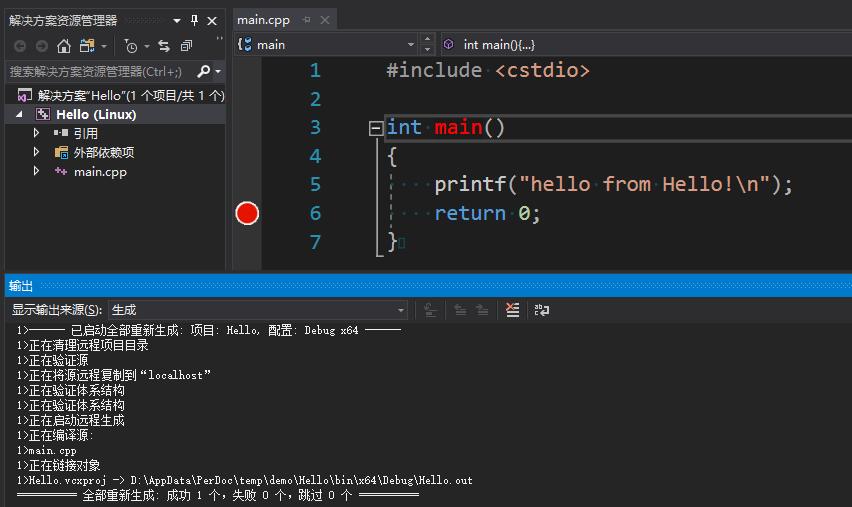 解决方案资源管理器
搜索解决方案资源管理器(Ctrl+;)
解决方案"Hello"(1 个项目/共 1 个)
Hello (Linux)
引用
外部依赖项
main.cpp
main.cpp
main
int main(){...}
1 #include <cstdio>
2
3 int main()
4 {
5 printf("hello from Hello!\n");
6 return 0;
7 }
输出
显示输出来源(S): 生成
1>------ 已启动全部重新生成: 项目: Hello, 配置: Debug x64 ------
1>正在清理远程项目目录
1>正在验证源
1>正在将源远程复制到“localhost”
1>正在验证体系结构
1>正在验证体系结构
1>正在启动远程生成
1>正在编译源:
1>main.cpp
1>正在链接对象
1>Hello.vcxproj -> D:\AppData\PerDoc\temp\demo\Hello\bin\x64\Debug\Hello.out
========== 全部重新生成: 成功 1 个，失败 0 个，跳过 0 个 ==========